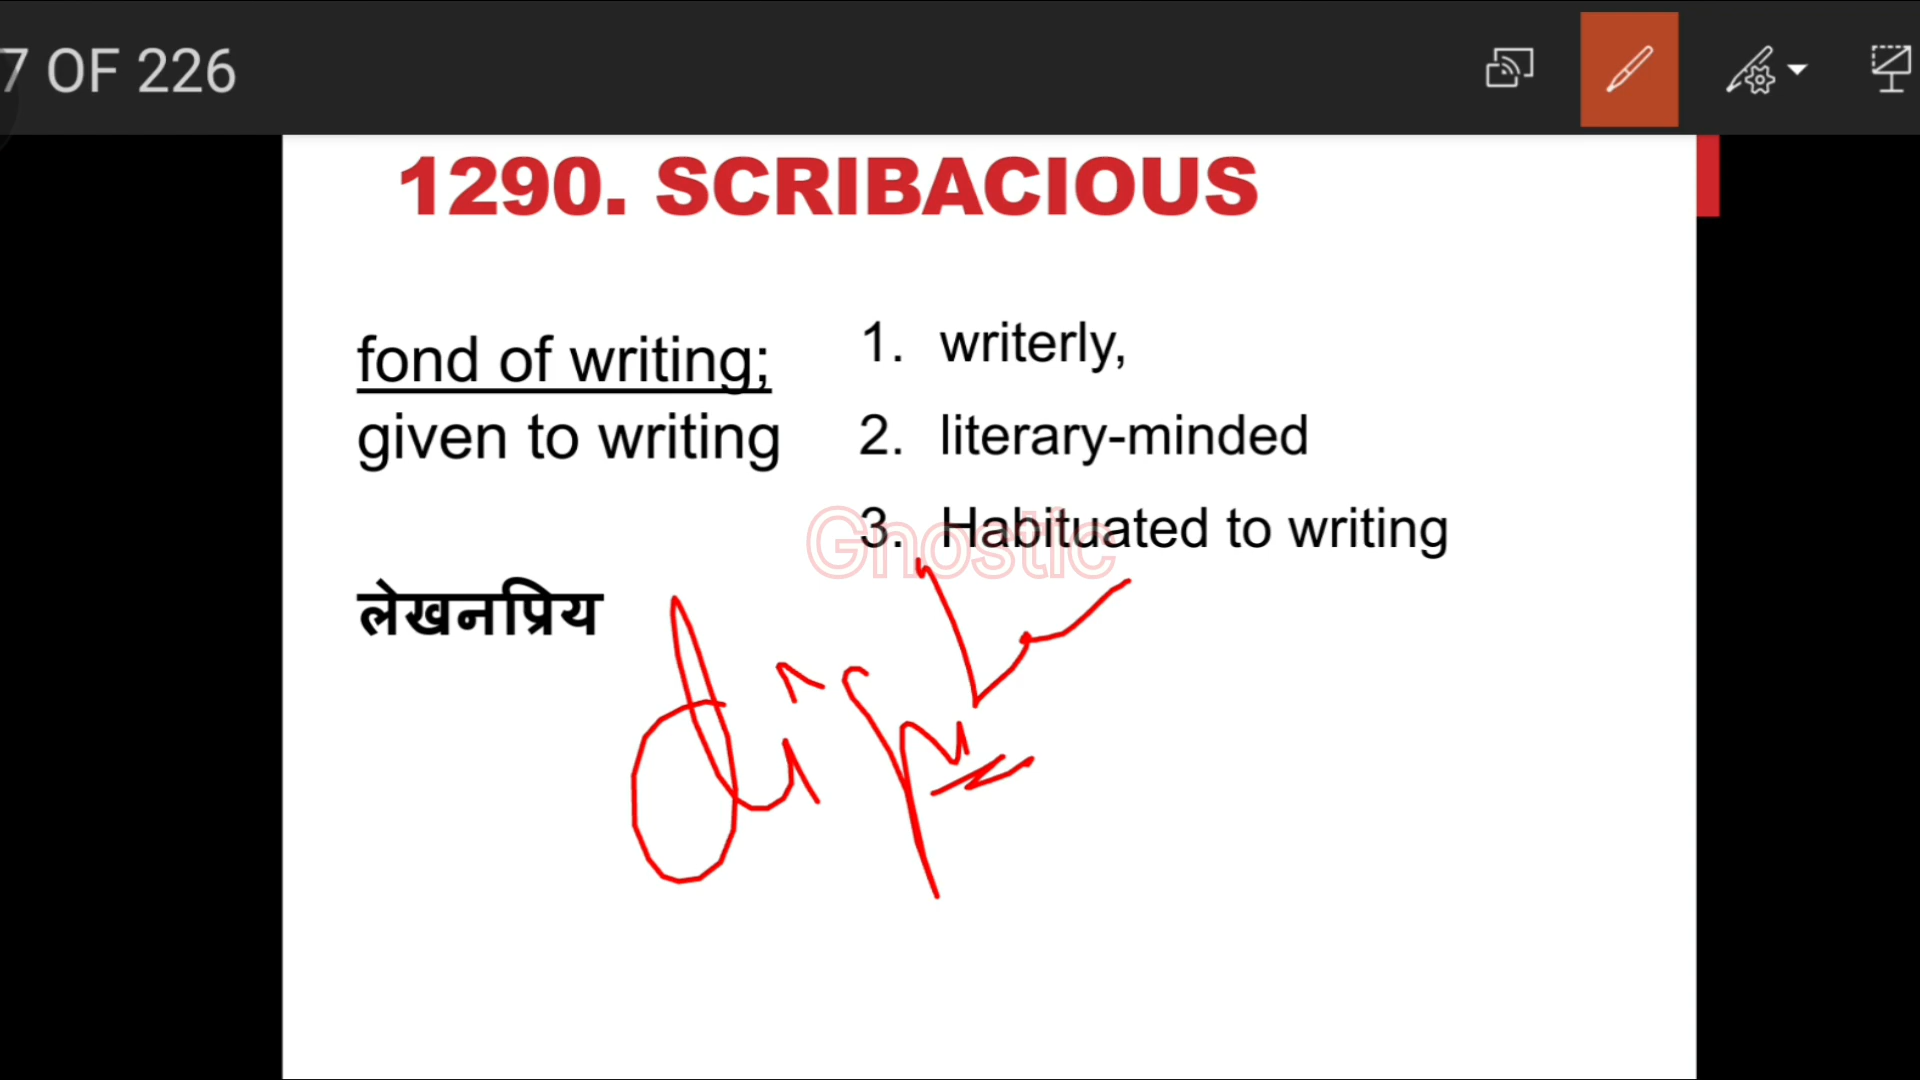 7 OF 226
1290. SCRIBACIOUS
fond of writing;
given to writing
लेखनप्रिय
1. writerly,
2. literary-minded
3. Habituated to writing
Gnostic